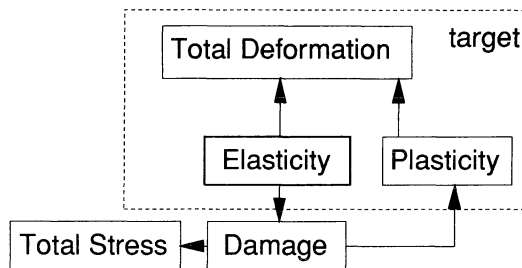 target
Total Deformation
Elasticity
Plasticity
Total Stress
Damage